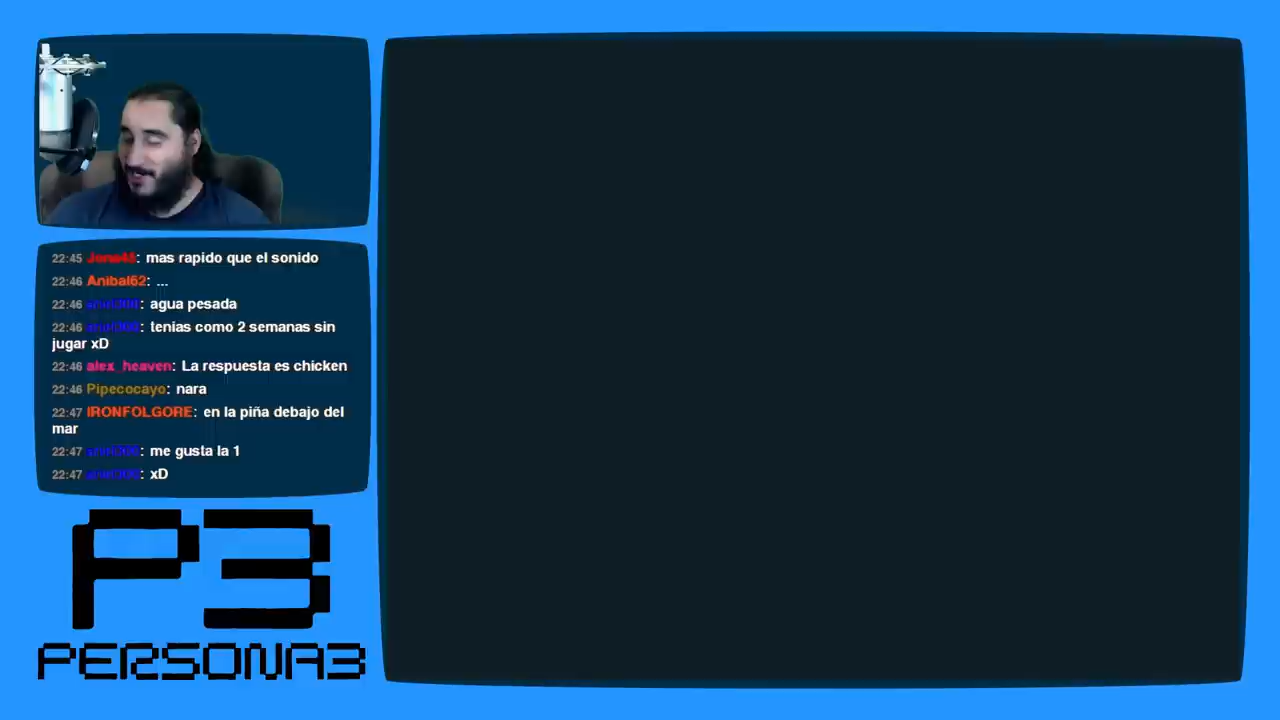 22:45 Jona45: mas rapido que el sonido
22:46 Anibal62: ...
22:46 : agua pesada
22:46 : tenias como 2 semanas sin
jugar xD
22:46 alex_heaven: La respuesta es chicken
22:46 Pipecocayo: nara
22:47 IRONFOLGORE: en la piña debajo del
mar
22:47 : me gusta la 1
22:47 : xD
P3
PERSONA3